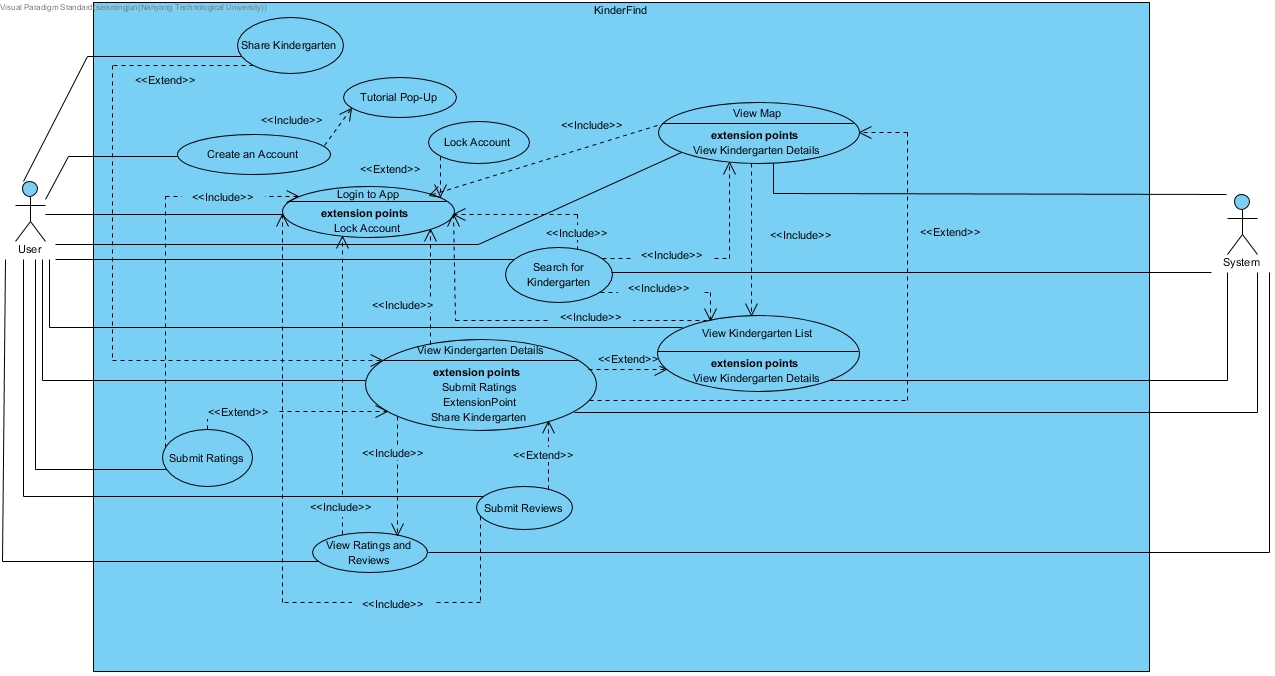 Visual Paradigm Standard(sekmingjun(Nanyang Technological University))
KinderFind
Share Kindergarten
<<Extend>>
Tutorial Pop-Up
<<Include>>
<<Include>>
View Map
extension points
View Kindergarten Details
Lock Account
Create an Account
<<Extend>>
<<Include>>
Login to App
extension points
Lock Account
User
<<Include>>
<<Include>>
<<Extend>>
<<Include>>
System
Search for
Kindergarten
<<Include>>
<<Include>>
<<Include>>
View Kindergarten List
extension points
View Kindergarten Details
View Kindergarten Details
extension points
Submit Ratings
ExtensionPoint
Share Kindergarten
<<Extend>>
<<Extend>>
Submit Ratings
<<Include>>
<<Extend>>
<<Include>>
Submit Reviews
View Ratings and
Reviews
<<Include>>